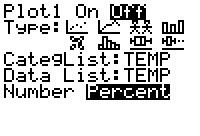 Plot1 On Off
Type:
CategList:TEMP
Data List:TEMP
Number Percent